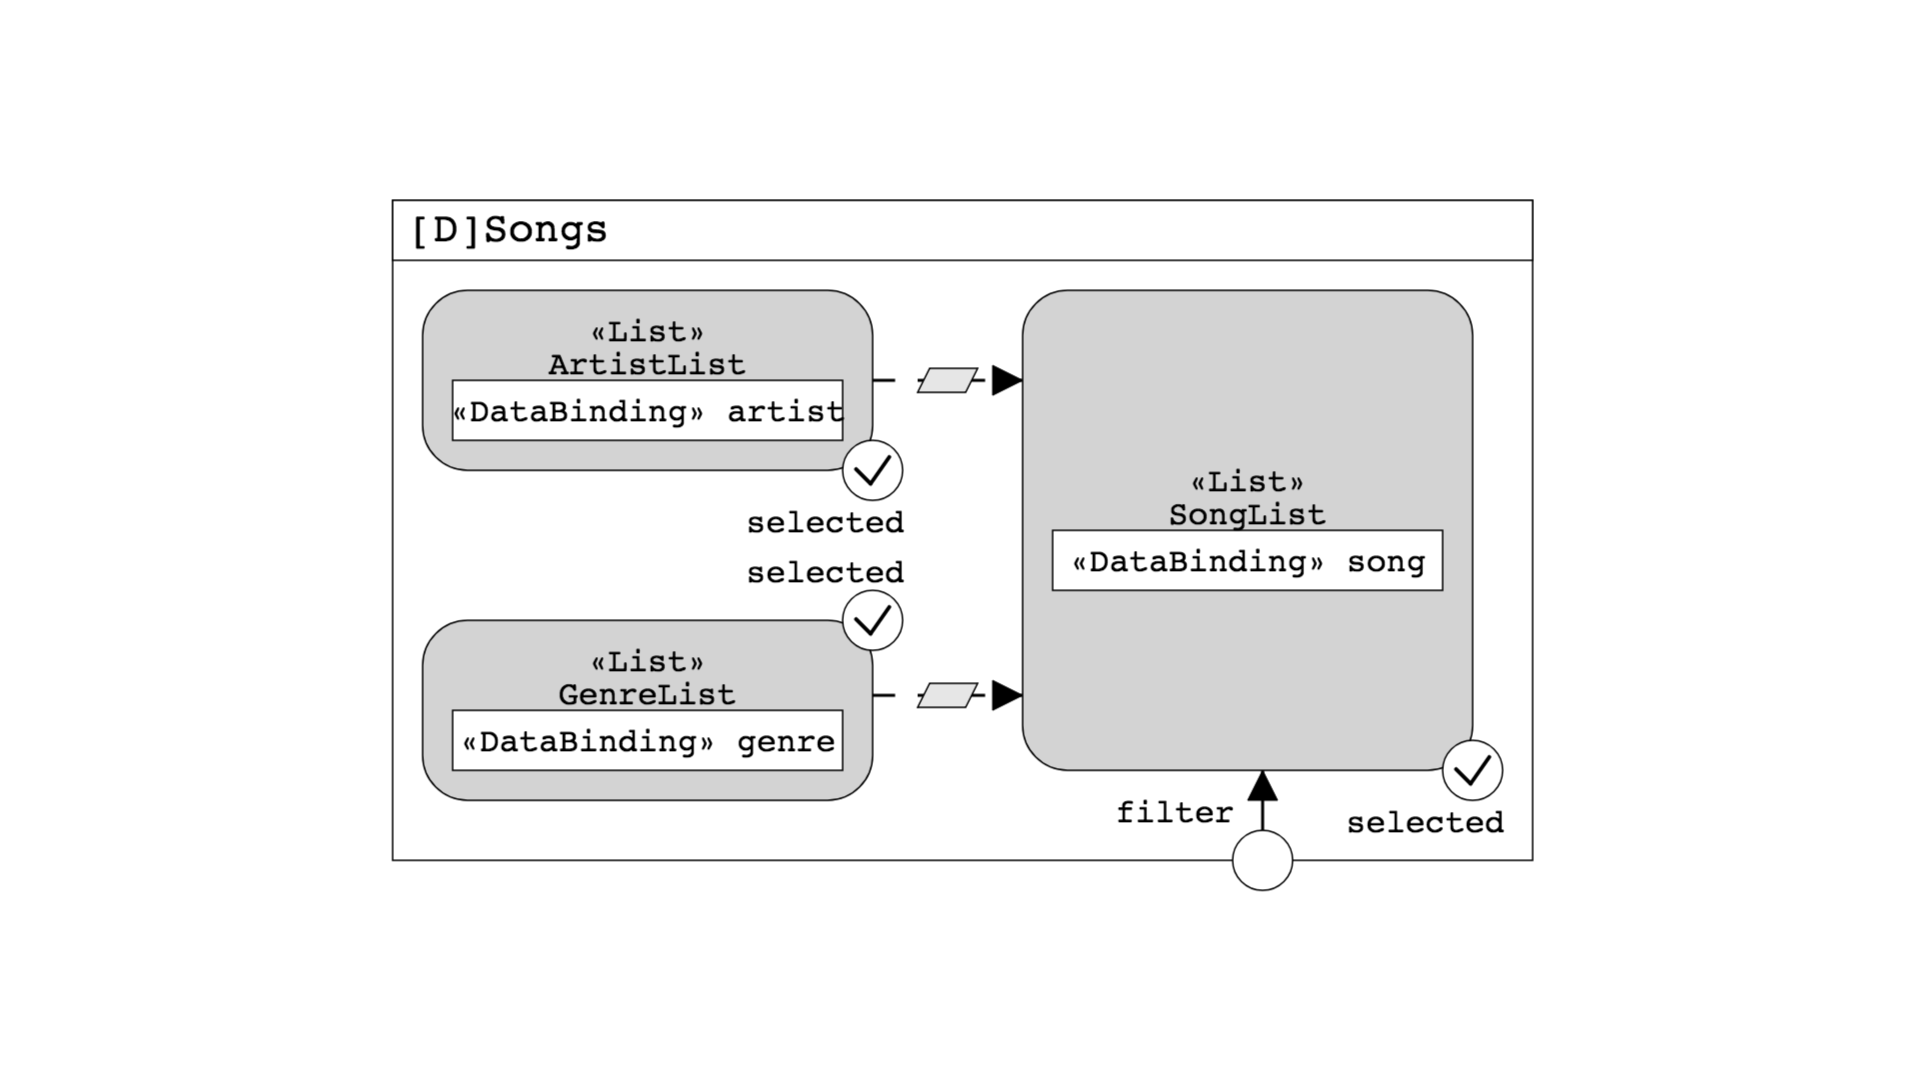 [D]Songs
«List»
ArtistList
«DataBinding» artist
selected
selected
«List»
GenreList
«DataBinding» genre
«List»
SongList
«DataBinding» song
filter
selected